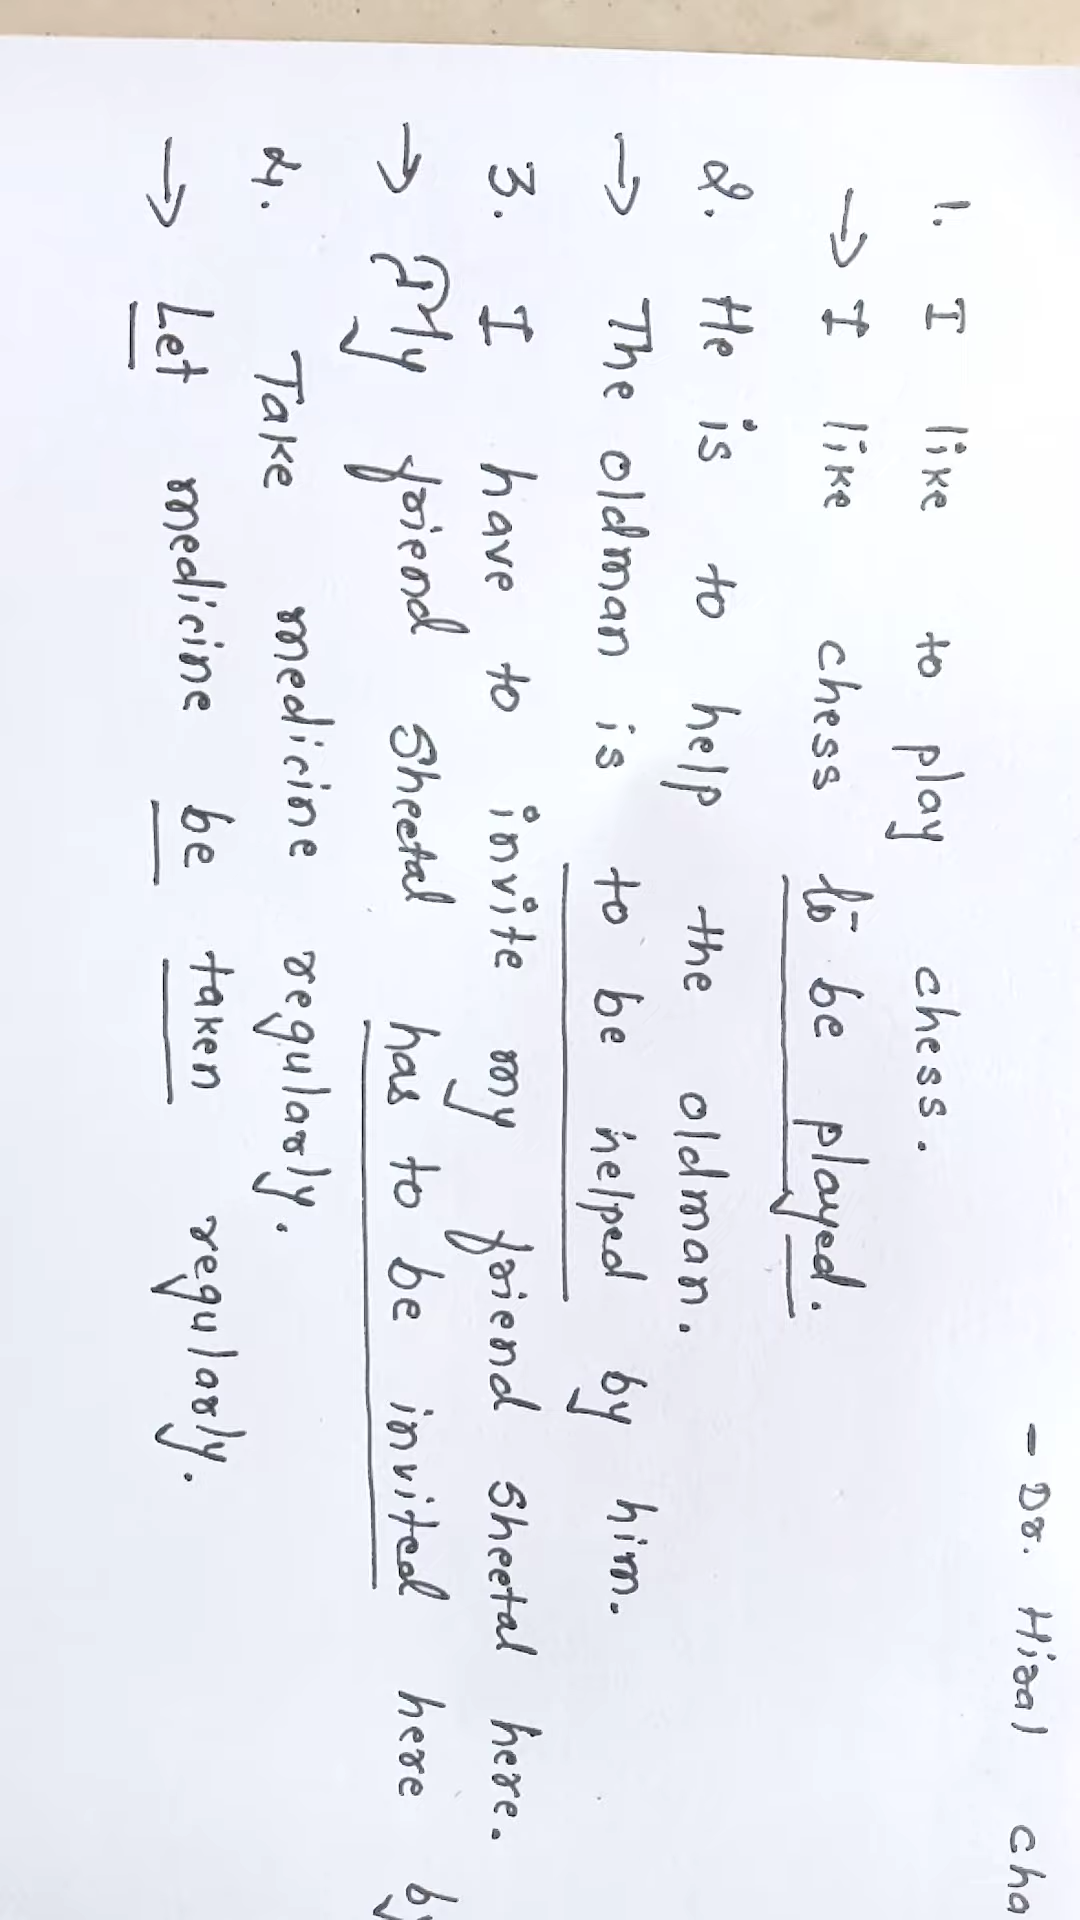 - Dr. Hiral Cha
1. I like to play chess.
→ I like chess to be played.
2. He is to help the oldman.
→ The oldman is to be helped by him.
3. I have to invite my friend Sheetal here.
→ My friend Sheetal has to be invited here by
4. Take medicine regularly.
→ Let medicine be taken regularly.